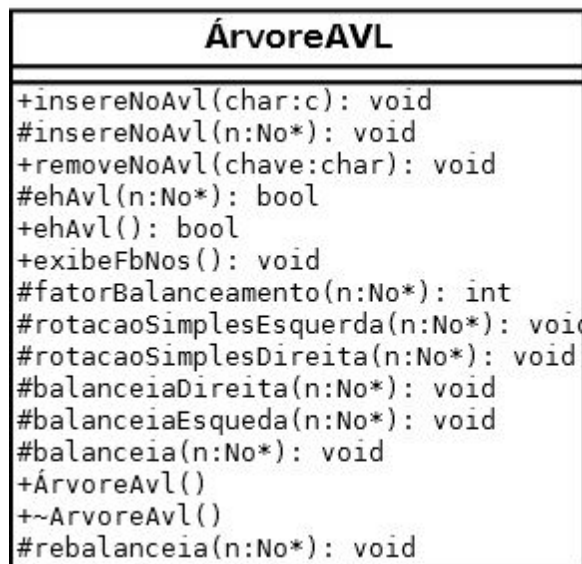 ÁrvoreAVL
+insereNoAvl(char:c): void
#insereNoAvl(n:No*): void
+removeNoAvl(chave:char): void
#ehAvl(n:No*): bool
+ehAvl(): bool
+exibeFbNos(): void
#fatorBalanceamento(n:No*): int
#rotacaoSimplesEsquerda(n:No*): void
#rotacaoSimplesDireita(n:No*): void
#balanceiaDireita(n:No*): void
#balanceiaEsqueda(n:No*): void
#balanceia(n:No*): void
+ÁrvoreAvl()
+~ArvoreAvl()
#rebalanceia(n:No*): void